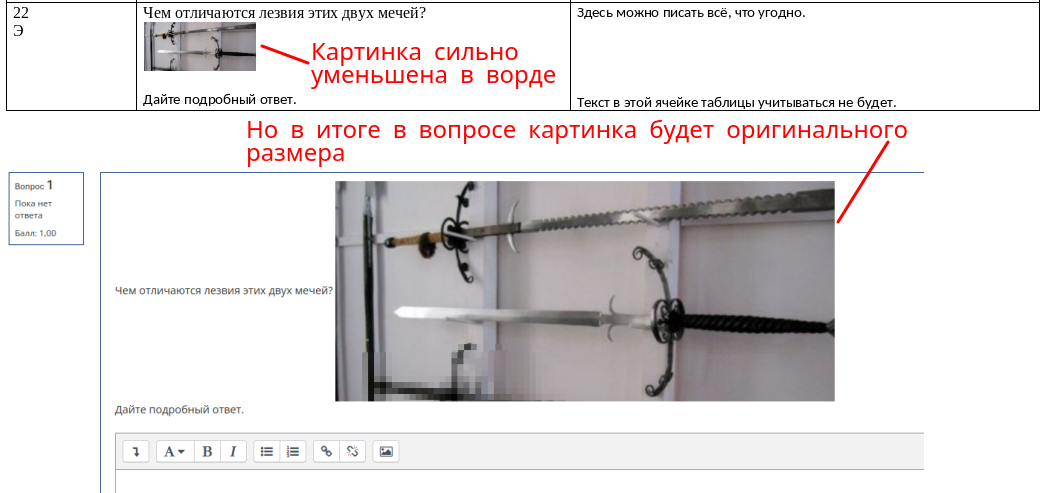 22
Э
Чем отличаются лезвия этих двух мечей?
Здесь можно писать всё, что угодно.
Картинка сильно
уменьшена в ворде
Дайте подробный ответ.
Текст в этой ячейке таблицы учитываться не будет.
Но в итоге в вопросе картинка будет оригинального
размера
Вопрос 1
Пока нет
ответа
Балл: 1,00
Чем отличаются лезвия этих двух мечей?
Дайте подробный ответ.
A B I